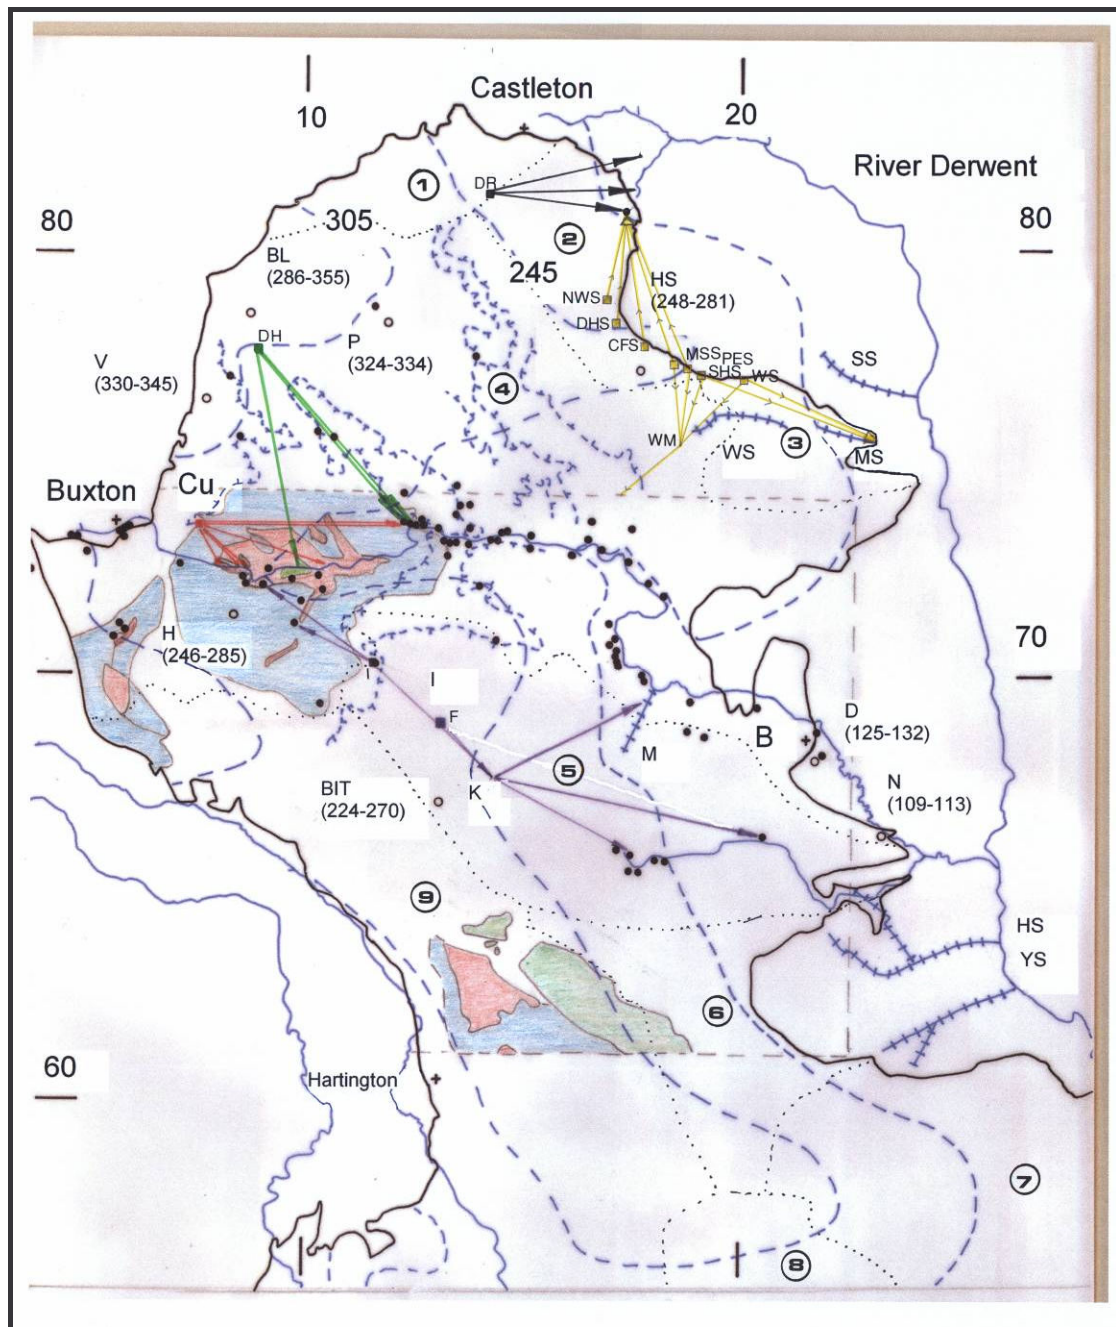 Castleton
10
20
River Derwent
1
DR
80
305
2
80
BL
(286-355)
245
HS
(248-281)
NWS
DHS
DH
P
(324-334)
CFS
V
(330-345)
MSS
PES
SHS
WS
SS
4
WM
WS
3
MS
Buxton
Cu
70
H
(246-285)
I
F
D
(125-132)
M
B
5
K
BIT
(224-270)
N
(109-113)
9
HS
YS
6
60
Hartington
7
8